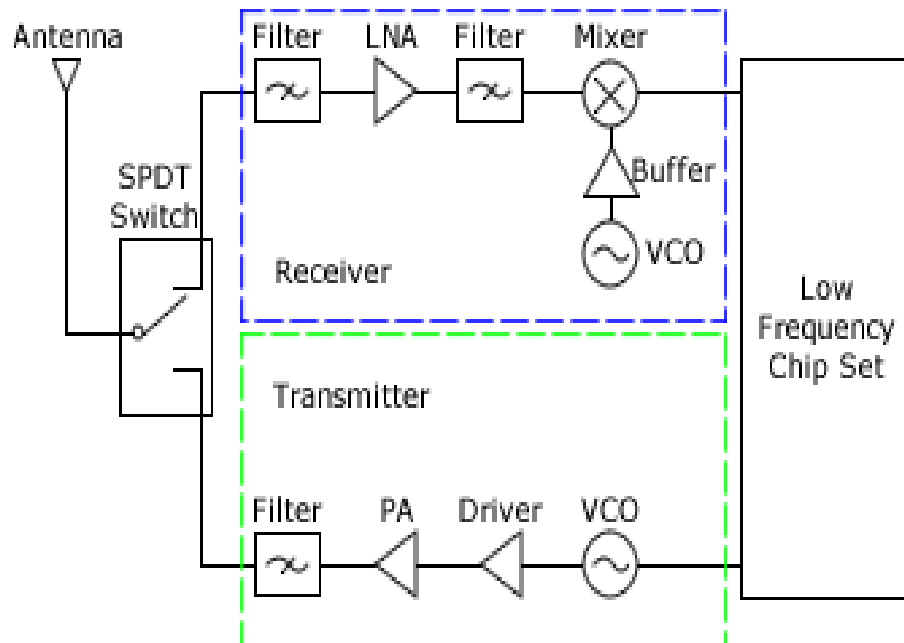 Antenna
Filter
LNA
Filter
Mixer
SPDT
Switch
Buffer
VCO
Receiver
Low
Frequency
Chip Set
Transmitter
Filter
PA
Driver
VCO